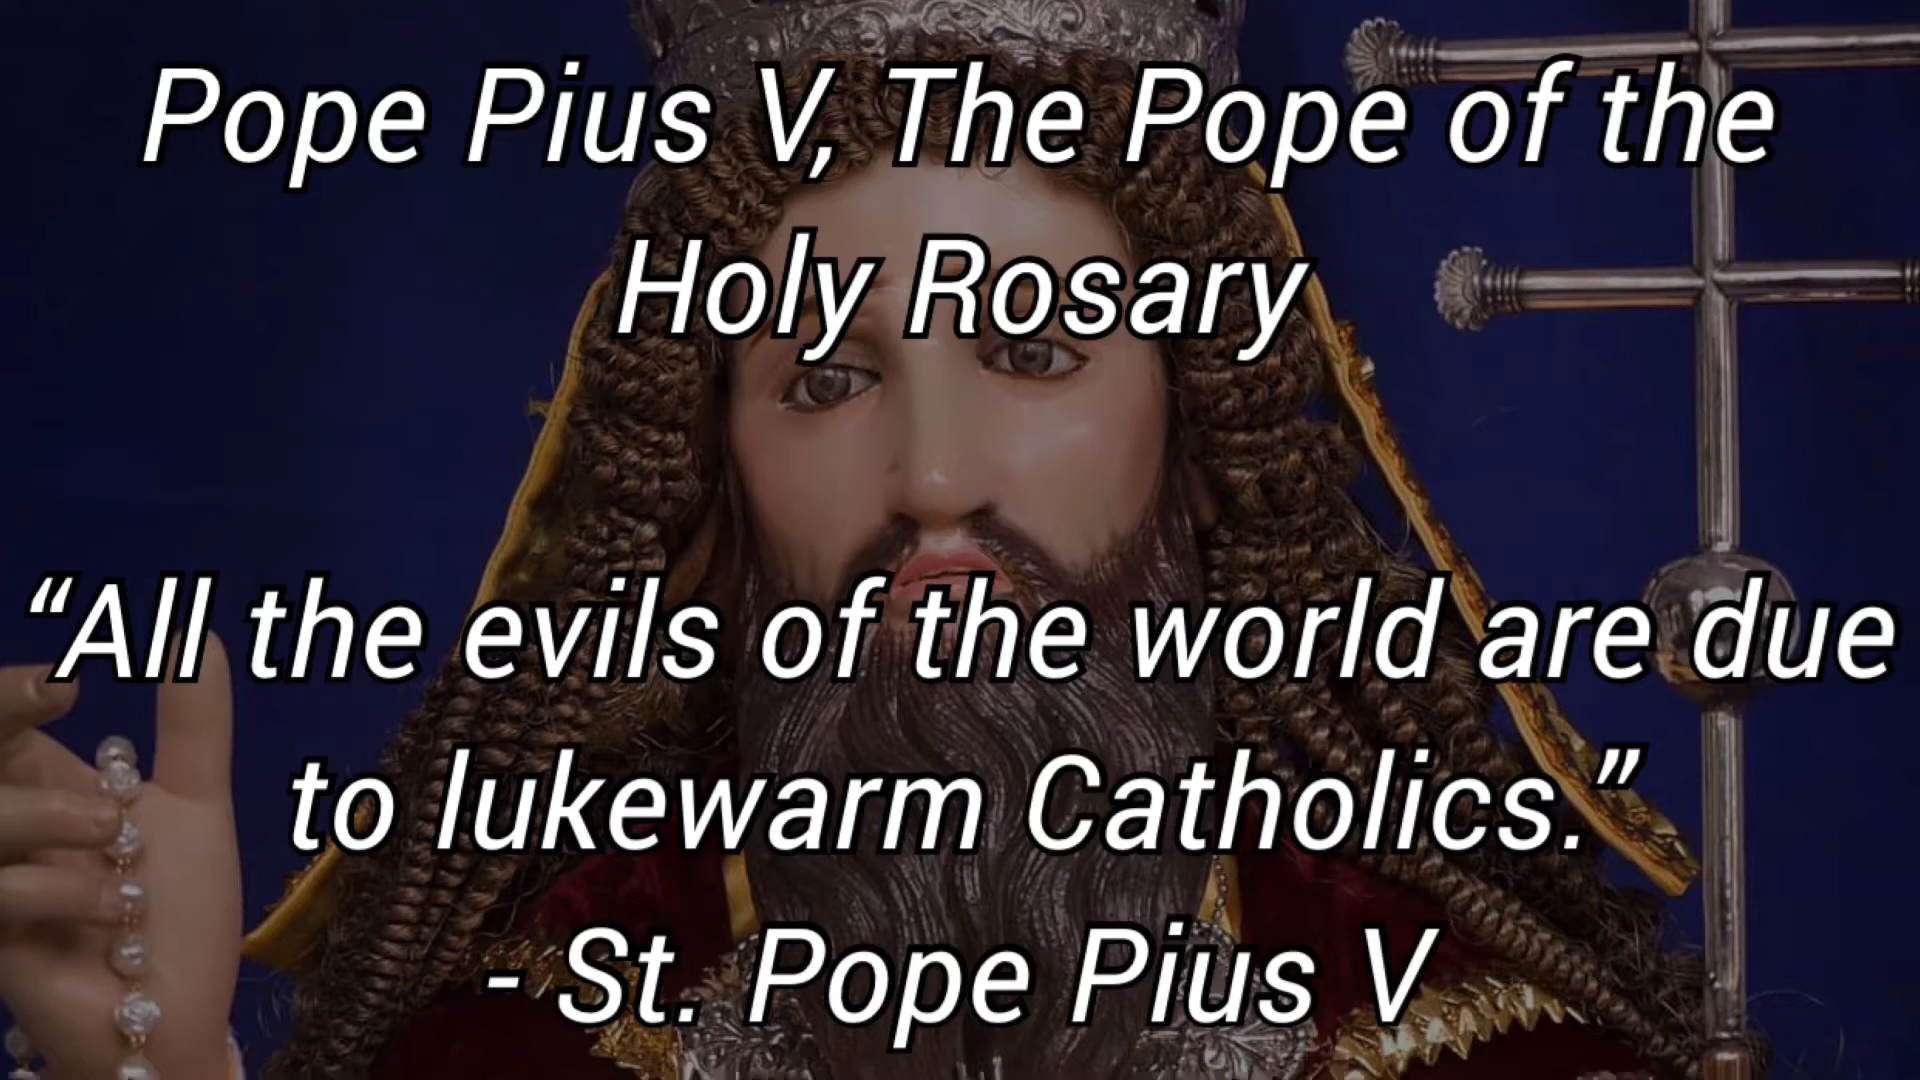 Pope Pius V, The Pope of the
Holy Rosary
“All the evils of the world are due
to lukewarm Catholics.”
- St. Pope Pius V